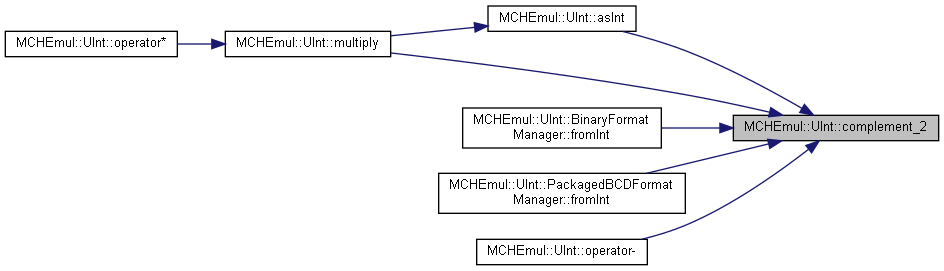 MCHEmul::UInt::operator*
MCHEmul::UInt::multiply
MCHEmul::UInt::asInt
MCHEmul::UInt::BinaryFormat
Manager::fromInt
MCHEmul::UInt::PackagedBCDFormat
Manager::fromInt
MCHEmul::UInt::operator-
MCHEmul::UInt::complement_2